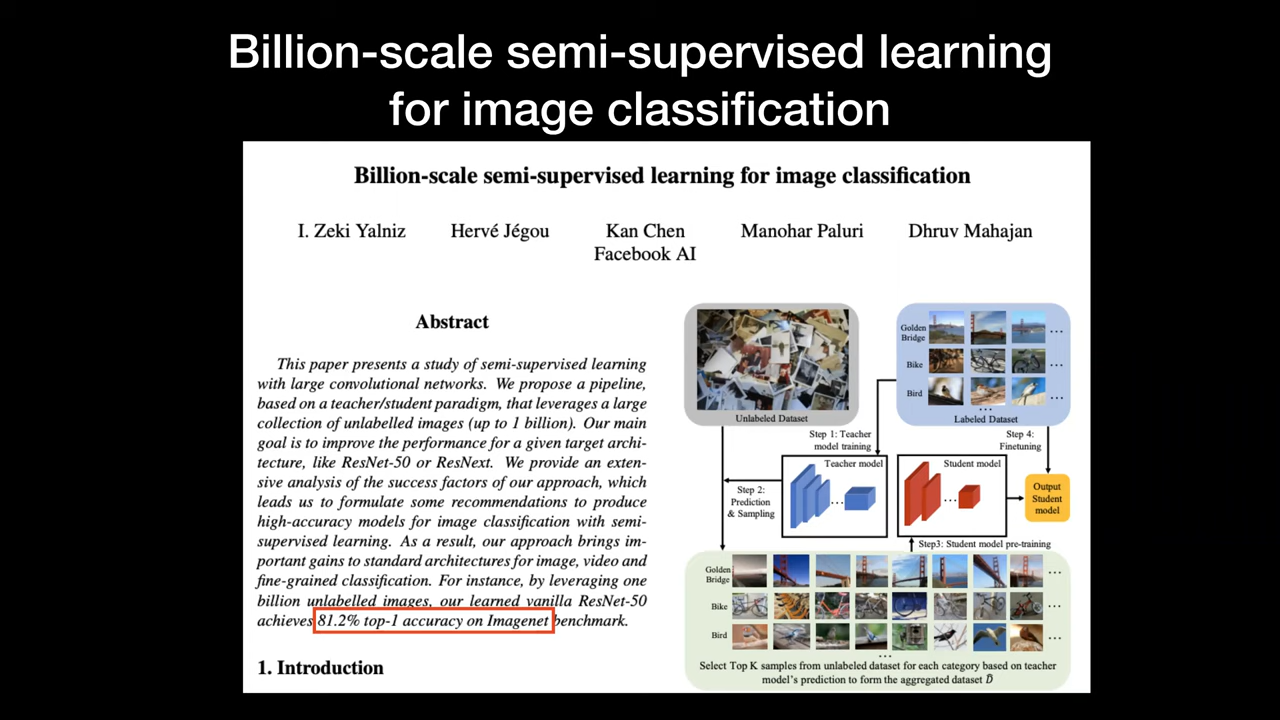 Billion-scale semi-supervised learning
for image classification
Billion-scale semi-supervised learning for image classification
I. Zeki Yalniz Hervé Jégou Kan Chen Manohar Paluri Dhruv Mahajan
Facebook AI
Abstract
This paper presents a study of semi-supervised learning
with large convolutional networks. We propose a pipeline,
based on a teacher/student paradigm, that leverages a large
collection of unlabelled images (up to 1 billion). Our main
goal is to improve the performance for a given target archi-
tecture, like ResNet-50 or ResNext. We provide an exten-
sive analysis of the success factors of our approach, which
leads us to formulate some recommendations to produce
high-accuracy models for image classification with semi-
supervised learning. As a result, our approach brings im-
portant gains to standard architectures for image, video and
fine-grained classification. For instance, by leveraging one
billion unlabelled images, our learned vanilla ResNet-50
achieves 81.2% top-1 accuracy on Imagenet benchmark.
1. Introduction
Unlabeled Dataset
Golden
Bridge
...
Bike
...
Bird
...
...
Labeled Dataset
Step 1: Teacher
model training
Step 4:
Finetuning
Teacher model
...
Student model
...
Step 2:
Prediction
& Sampling
Output
Student
model
Step3: Student model pre-training
Golden
Bridge
...
Bike
...
Bird
...
...
Select Top K samples from unlabeled dataset for each category based on teacher
model's prediction to form the aggregated dataset D̂